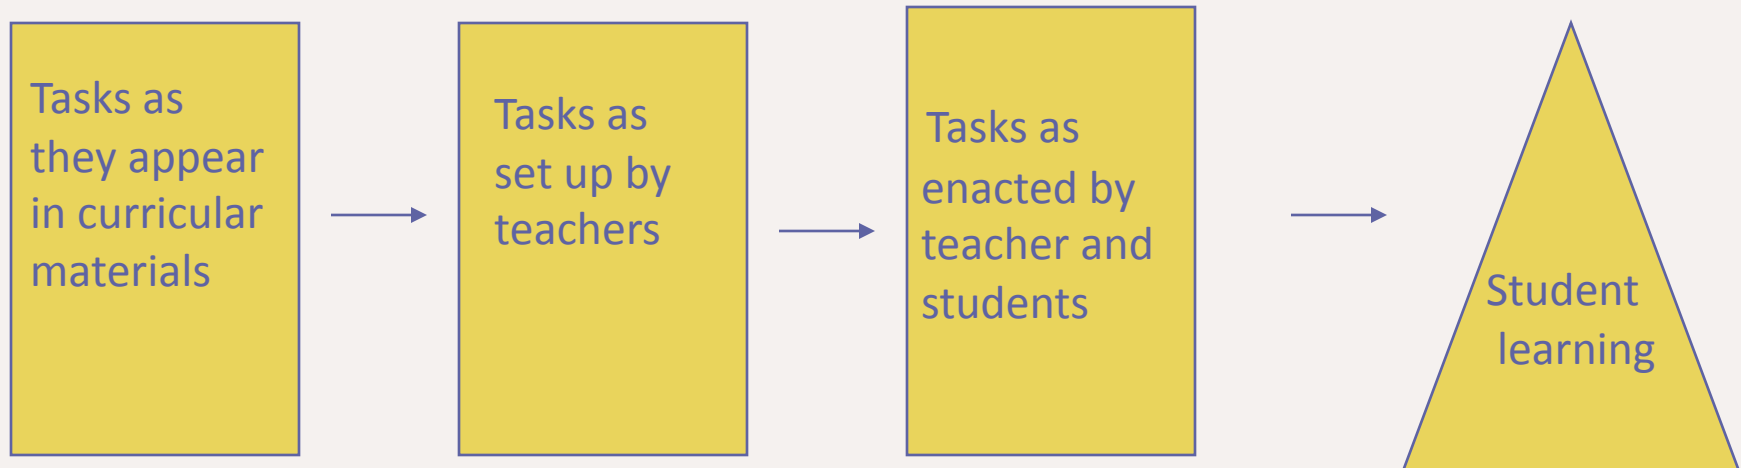 Tasks as
they appear
in curricular
materials
Tasks as
set up by
teachers
Tasks as
enacted by
teacher and
students
Student
learning